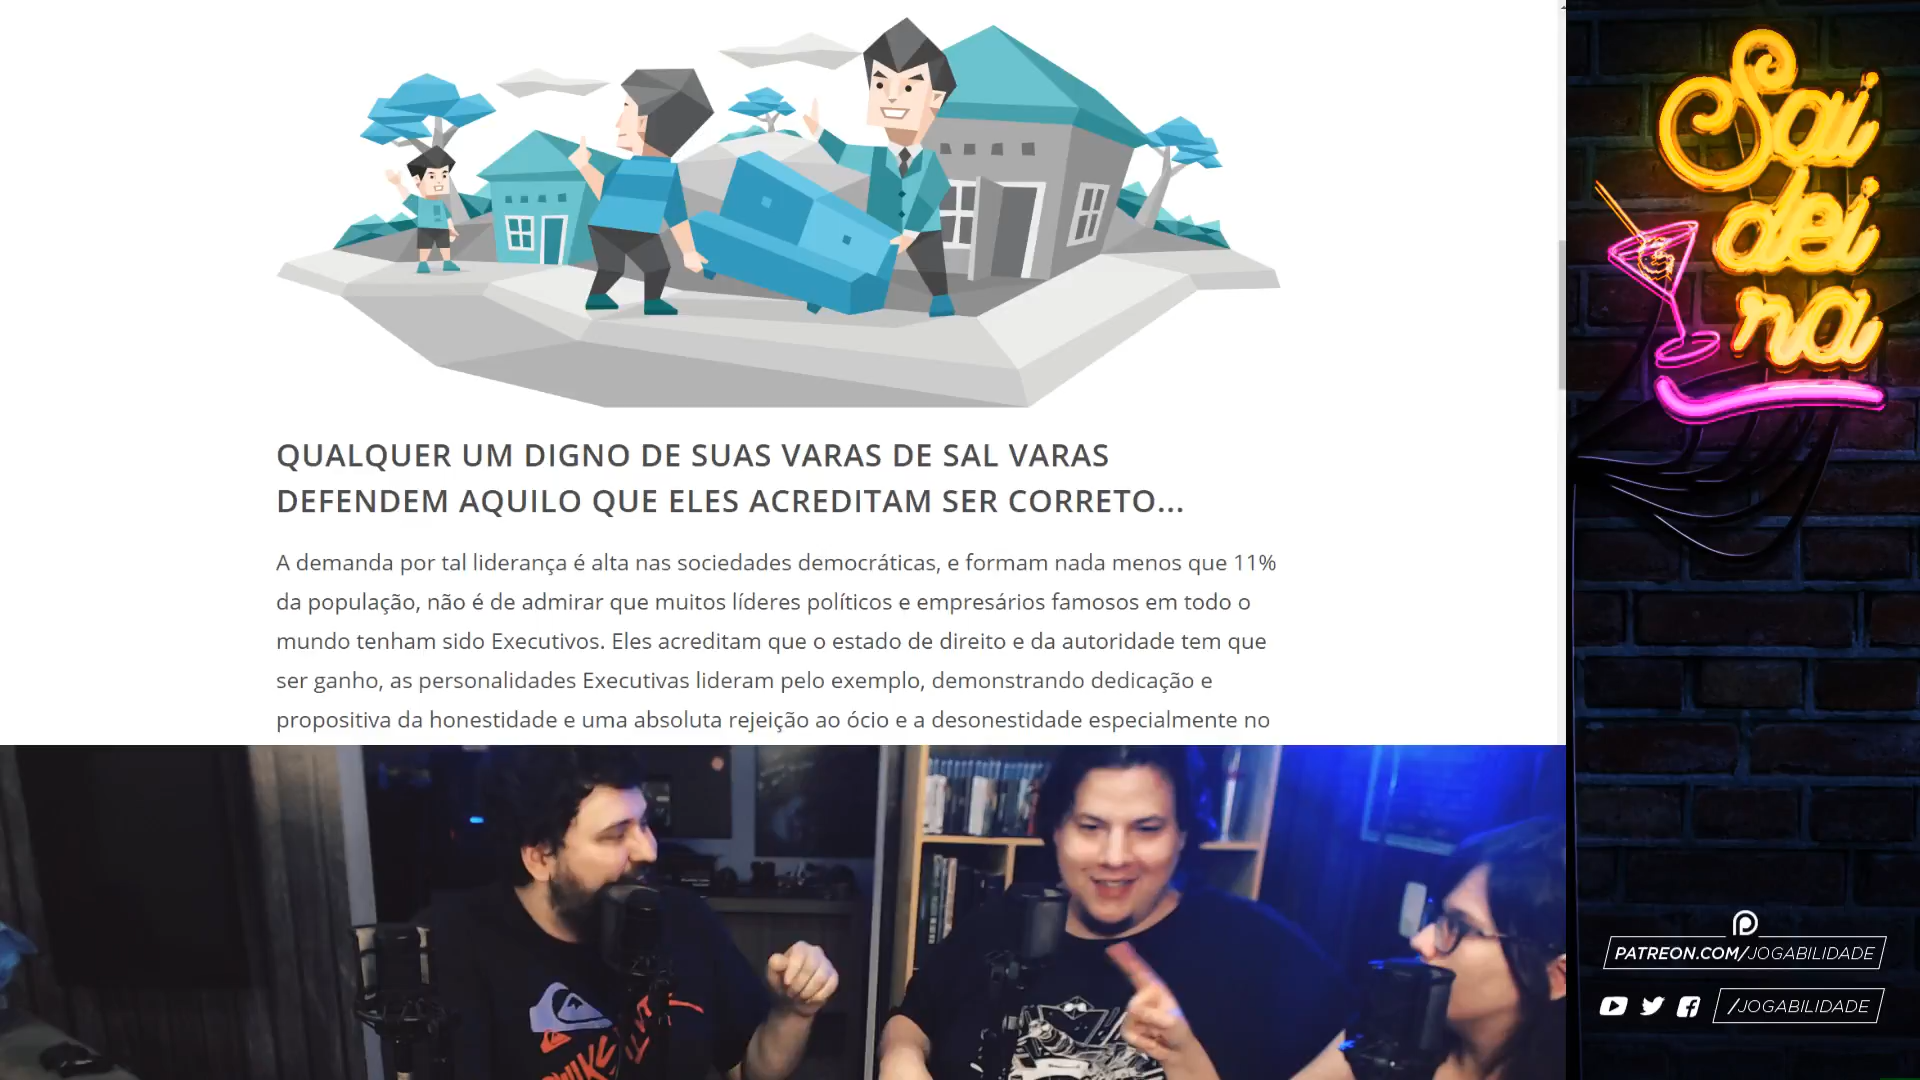 QUALQUER UM DIGNO DE SUAS VARAS DE SAL VARAS
DEFENDEM AQUILO QUE ELES ACREDITAM SER CORRETO...
A demanda por tal liderança é alta nas sociedades democráticas, e formam nada menos que 11%
da população, não é de admirar que muitos líderes políticos e empresários famosos em todo o
mundo tenham sido Executivos. Eles acreditam que o estado de direito e da autoridade tem que
ser ganho, as personalidades Executivas lideram pelo exemplo, demonstrando dedicação e
propositiva da honestidade e uma absoluta rejeição ao ócio e a desonestidade especialmente no
Sai
dei
ra
PATREON.COM/JOGABILIDADE
/JOGABILIDADE